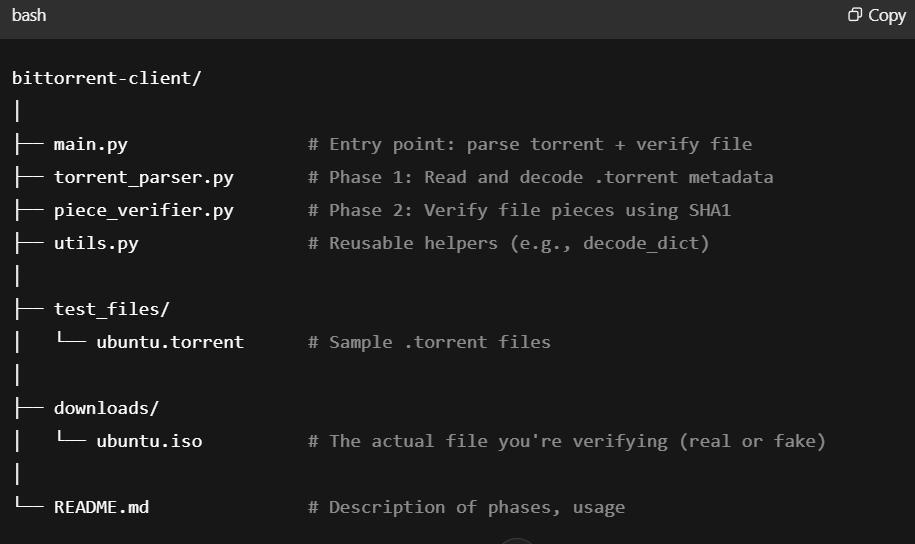 bash Copy
bittorrent-client/
│
├── main.py # Entry point: parse torrent + verify file
├── torrent_parser.py # Phase 1: Read and decode .torrent metadata
├── piece_verifier.py # Phase 2: Verify file pieces using SHA1
├── utils.py # Reusable helpers (e.g., decode_dict)
│
├── test_files/
│   └── ubuntu.torrent # Sample .torrent files
│
├── downloads/
│   └── ubuntu.iso # The actual file you're verifying (real or fake)
│
└── README.md # Description of phases, usage